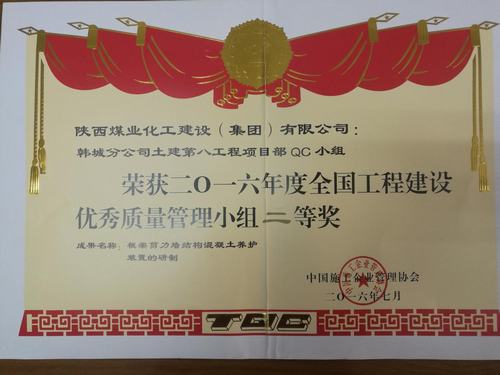 陕西煤业化工建设（集团）有限公司：
韩城分公司土建第八工程项目部QC小组
荣获二〇一六年度全国工程建设
优秀质量管理小组二等奖
成果名称：框架剪力墙结构混凝土养护
装置的研制
中国施工企业管理协会
二〇一六年七月
TQC